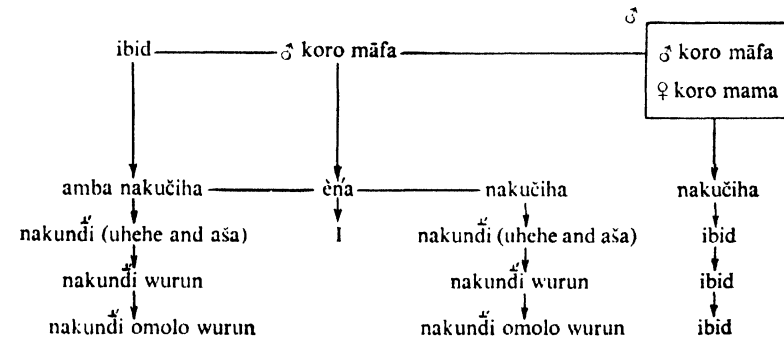 ♂
ibid ♂ koro māfa ♂ koro māfa
♀ koro mama
amba nakučiha èńa nakučiha nakučiha
nakundi̋ (uhehe and aša) I nakundi̋ (uhehe and aša) ibid
nakundi̋ wurun nakundi̋ wurun ibid
nakundi̋ omolo wurun nakundi̋ omolo wurun ibid